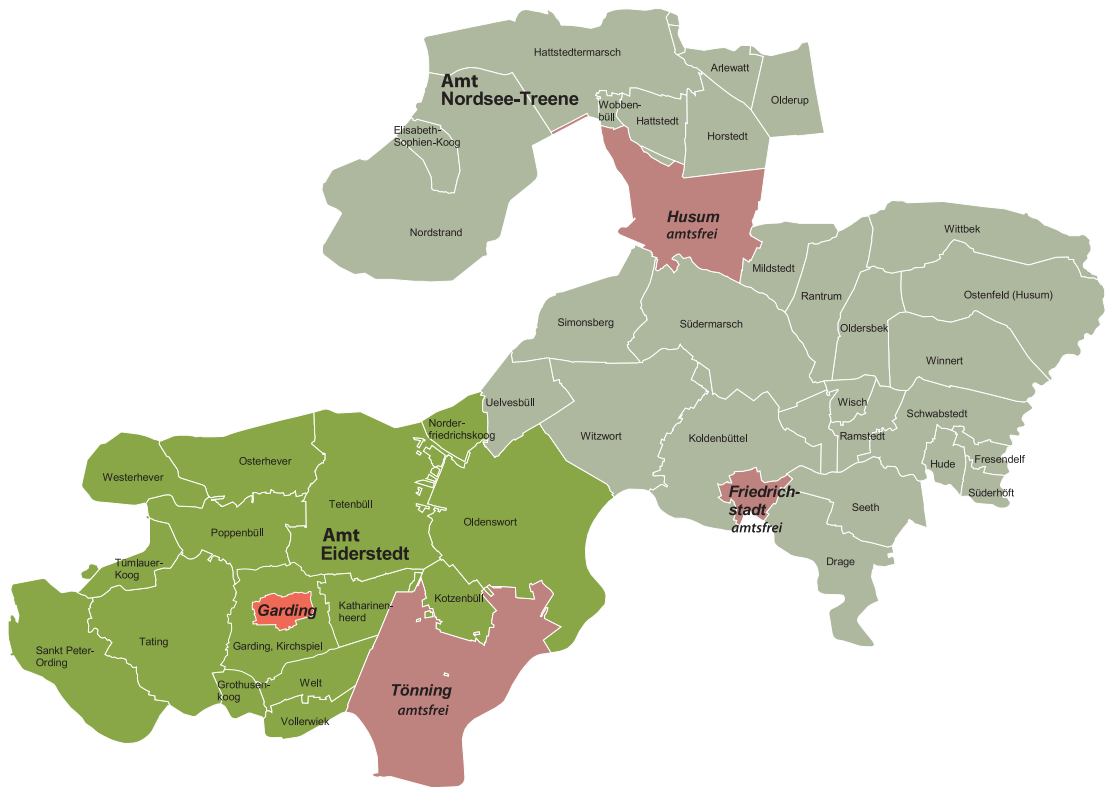 Hattstedtermarsch
Arlewatt
Amt
Nordsee-Treene
Olderup
Wobben-
büll
Hattstedt
Horstedt
Elisabeth-
Sophien-Koog
Nordstrand
Husum
amtsfrei
Wittbek
Mildstedt
Rantrum
Ostenfeld (Husum)
Simonsberg
Südermarsch
Oldersbek
Winnert
Uelvesbüll
Wisch
Schwabstedt
Norder-
friedrichskoog
Witzwort
Koldenbüttel
Ramstedt
Hude
Fresendelf
Süderhöft
Osterhever
Westerhever
Friedrich-
stadt
amtsfrei
Tetenbüll
Oldenswort
Seeth
Poppenbüll
Amt
Eiderstedt
Drage
Tümlauer-
Koog
Garding
Katharinen-
heerd
Kotzenbüll
Sankt Peter-
Ording
Tating
Garding, Kirchspiel
Grothusen-
koog
Welt
Tönning
amtsfrei
Vollerwiek